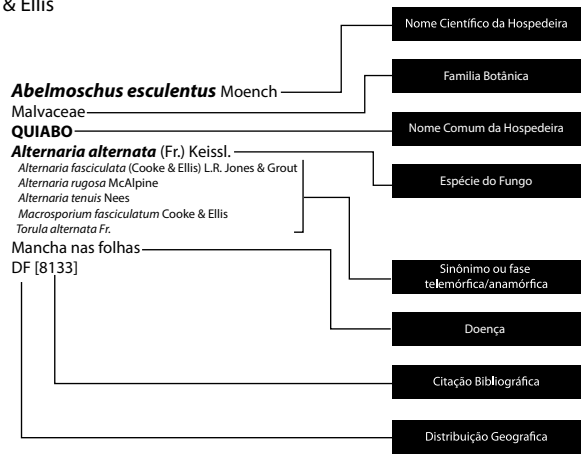 & Ellis
Nome Científico da Hospedeira
Abelmoschus esculentus Moench
Familia Botânica
Malvaceae
QUIABO
Nome Comum da Hospedeira
Alternaria alternata (Fr.) Keissl.
Alternaria fasciculata (Cooke & Ellis) L.R. Jones & Grout
Alternaria rugosa McAlpine
Alternaria tenuis Nees
Macrosporium fasciculatum Cooke & Ellis
Torula alternata Fr.
Espécie do Fungo
Mancha nas folhas
DF [8133]
Sinônimo ou fase
telemórfica/anamórfica
Doença
Citação Bibliográfica
Distribuição Geografica